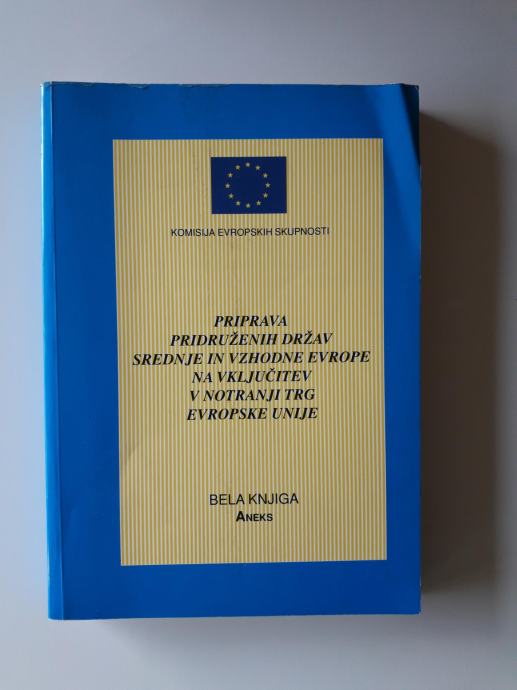 KOMISIJA EVROPSKIH SKUPNOSTI
PRIPRAVA
PRIDRUŽENIH DRŽAV
SREDNJE IN VZHODNE EVROPE
NA VKLJUČITEV
V NOTRANJI TRG
EVROPSKE UNIJE
BELA KNJIGA
ANEKS